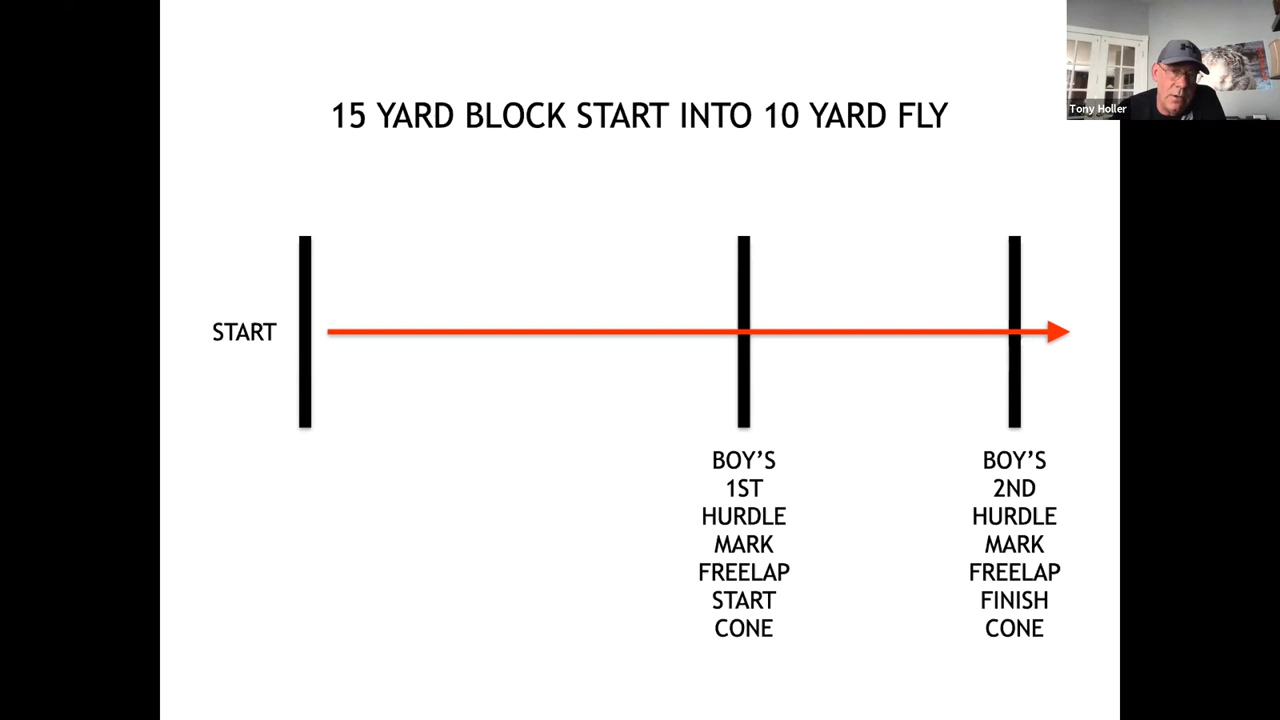 15 YARD BLOCK START INTO 10 YARD FLY
Tony Holler
START
BOY'S
1ST
HURDLE
MARK
FREELAP
START
CONE
BOY'S
2ND
HURDLE
MARK
FREELAP
FINISH
CONE